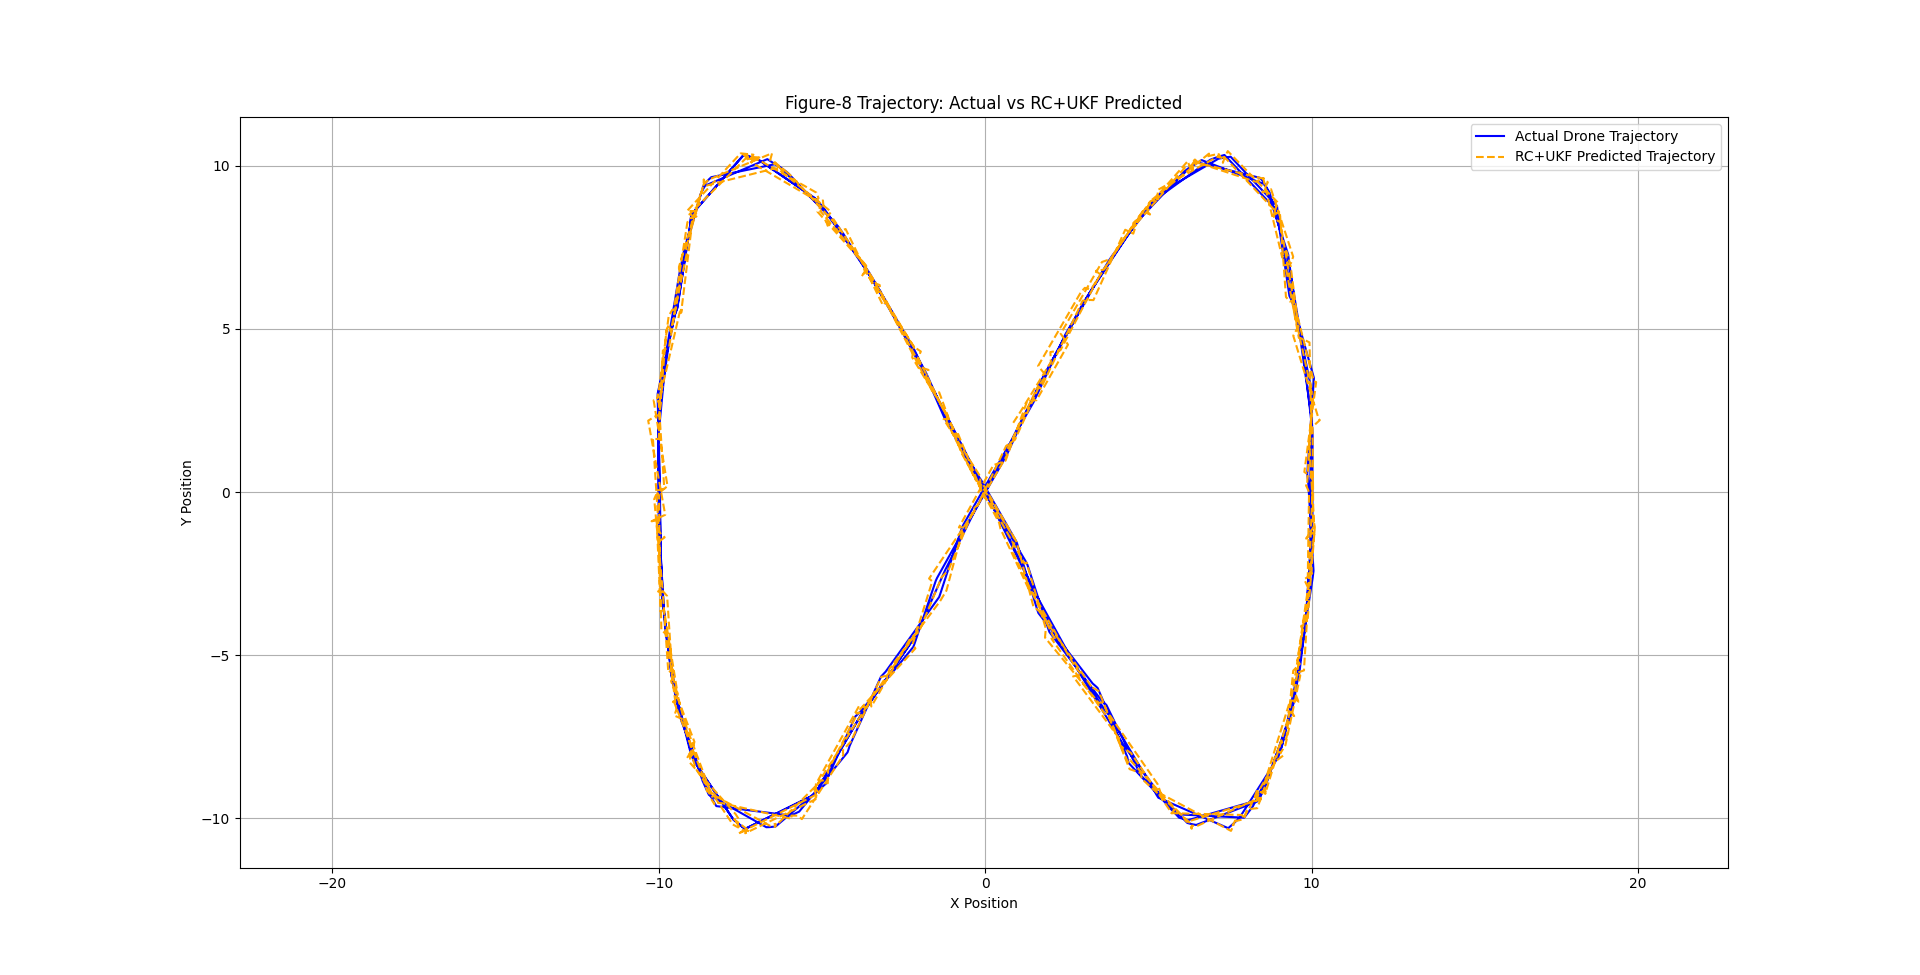 Figure-8 Trajectory: Actual vs RC+UKF Predicted
Actual Drone Trajectory
RC+UKF Predicted Trajectory
10
5
0
−5
−10
Y Position
−20
−10
0
10
20
X Position